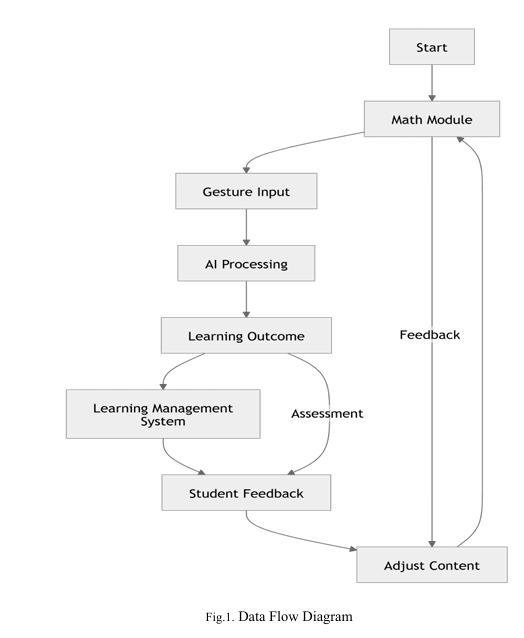 Start
Math Module
Gesture Input
AI Processing
Feedback
Learning Outcome
Learning Management
System
Assessment
Student Feedback
Adjust Content
Fig.1. Data Flow Diagram